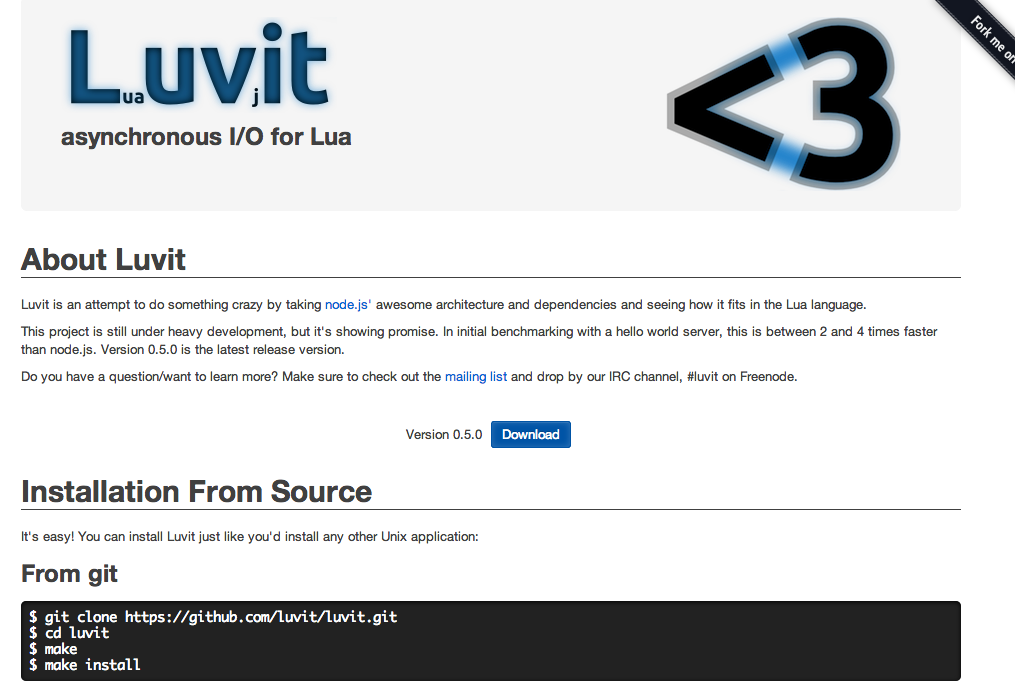 Luvit
ua
j
<3
Fork me on
asynchronous I/O for Lua
About Luvit
Luvit is an attempt to do something crazy by taking node.js' awesome architecture and dependencies and seeing how it fits in the Lua language.
This project is still under heavy development, but it's showing promise. In initial benchmarking with a hello world server, this is between 2 and 4 times faster
than node.js. Version 0.5.0 is the latest release version.
Do you have a question/want to learn more? Make sure to check out the mailing list and drop by our IRC channel, #luvit on Freenode.
Version 0.5.0 Download
Installation From Source
It's easy! You can install Luvit just like you'd install any other Unix application:
From git
$ git clone https://github.com/luvit/luvit.git
$ cd luvit
$ make
$ make install